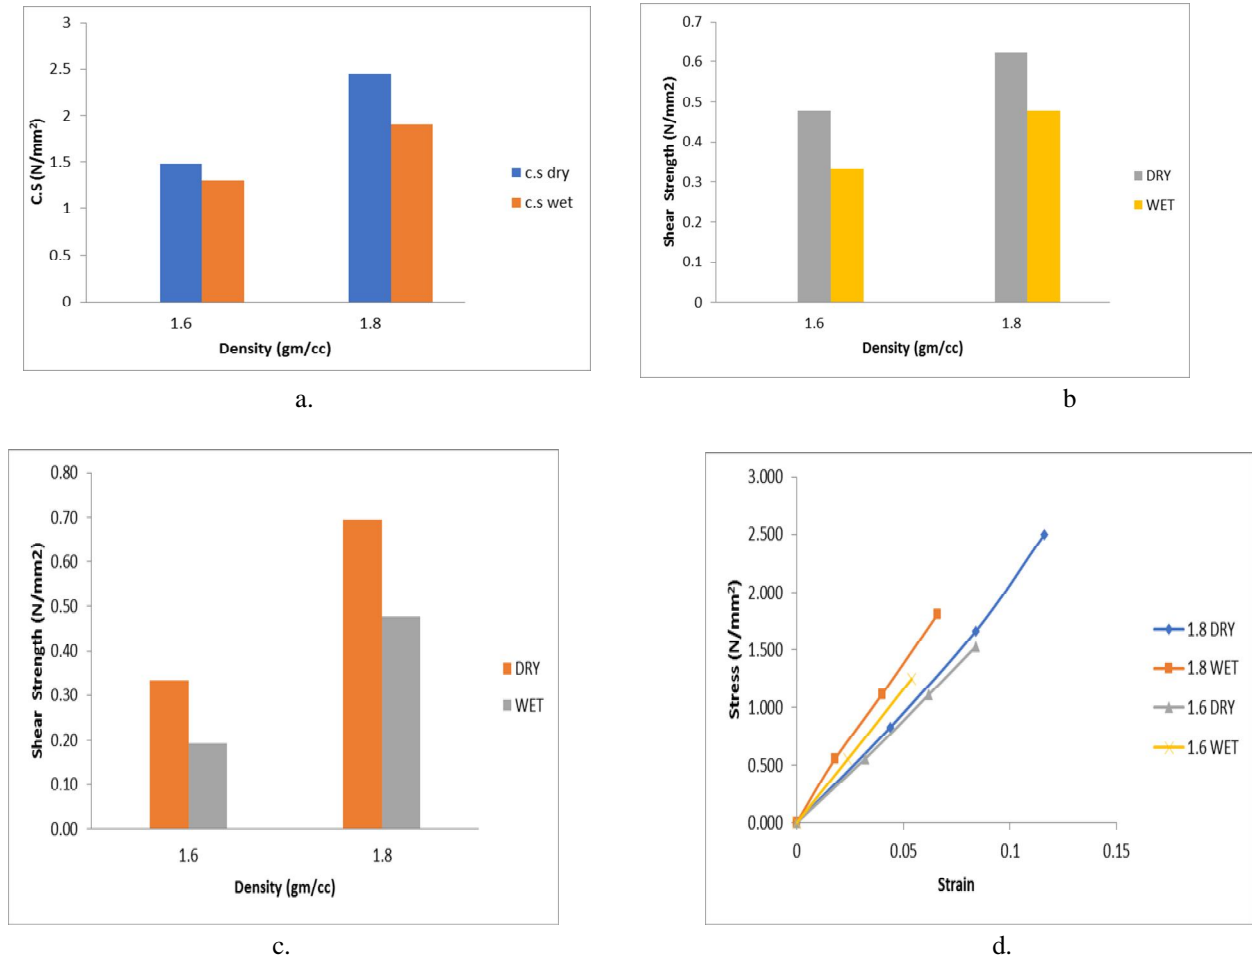 3
2.5
2
1.5
1
0.5
0
C.S (N/mm²)
1.6
1.8
Density (gm/cc)
c.s dry
c.s wet
a.
0.7
0.6
0.5
0.4
0.3
0.2
0.1
0
Shear Strength (N/mm2)
1.6
1.8
Density (gm/cc)
DRY
WET
b
0.80
0.70
0.60
0.50
0.40
0.30
0.20
0.10
0.00
Shear Strength (N/mm2)
1.6
1.8
Density (gm/cc)
DRY
WET
c.
3.000
2.500
2.000
1.500
1.000
0.500
0.000
Stress (N/mm²)
0
0.05
0.1
0.15
Strain
1.8 DRY
1.8 WET
1.6 DRY
1.6 WET
d.